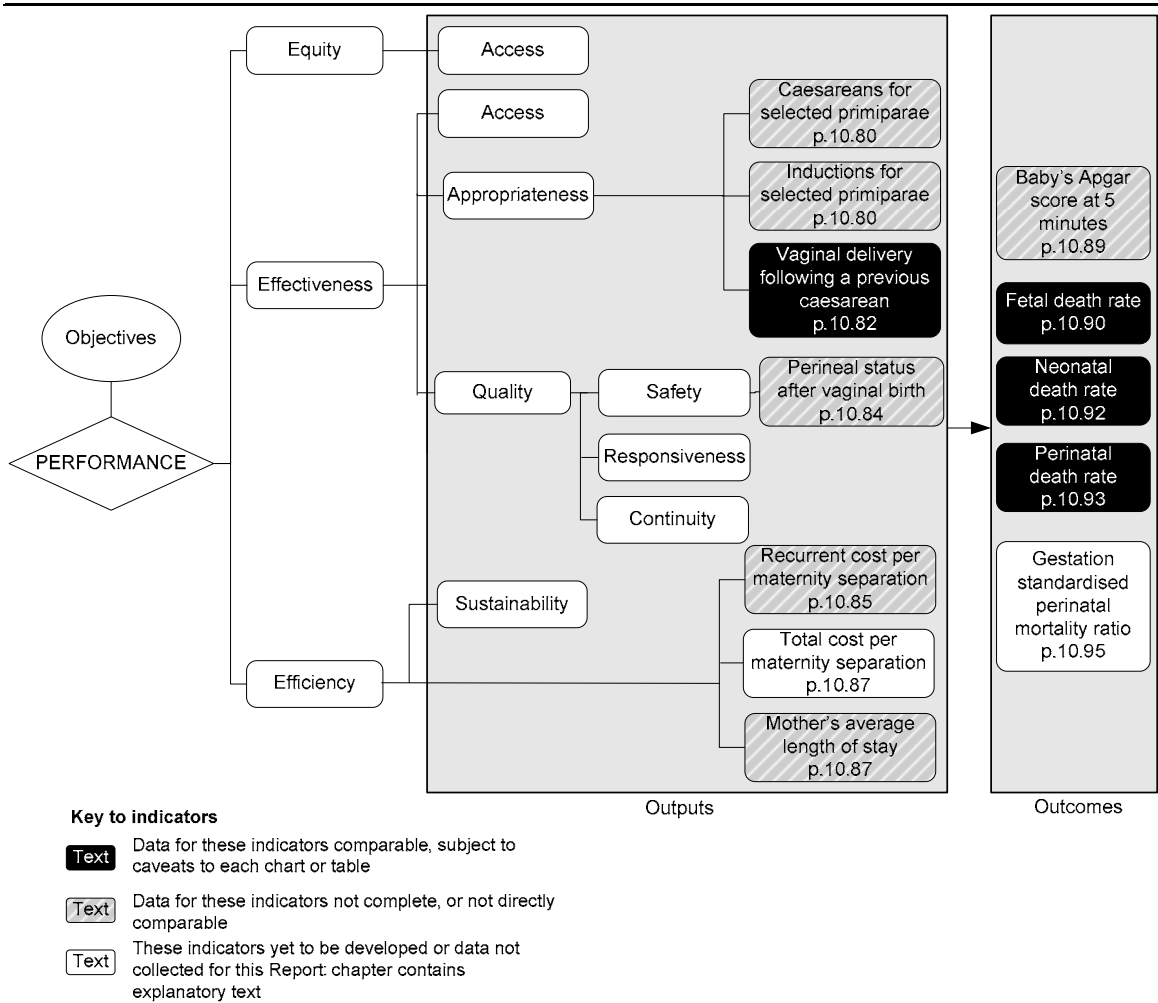 Equity
Access
Access
Caesareans for
selected primiparae
p.10.80
Appropriateness
Inductions for
selected primiparae
p.10.80
Baby's Apgar
score at 5
minutes
p.10.89
Effectiveness
Vaginal delivery
following a previous
caesarean
p.10.82
Fetal death rate
p.10.90
Objectives
Quality
Safety
Perineal status
after vaginal birth
p.10.84
Neonatal
death rate
p.10.92
PERFORMANCE
Responsiveness
Perinatal
death rate
p.10.93
Continuity
Sustainability
Recurrent cost per
maternity separation
p.10.85
Gestation
standardised
perinatal
mortality ratio
p.10.95
Efficiency
Total cost per
maternity separation
p.10.87
Mother's average
length of stay
p.10.87
Outputs
Outcomes
Key to indicators
Text
Data for these indicators comparable, subject to
caveats to each chart or table
Text
Data for these indicators not complete, or not directly
comparable
Text
These indicators yet to be developed or data not
collected for this Report: chapter contains
explanatory text